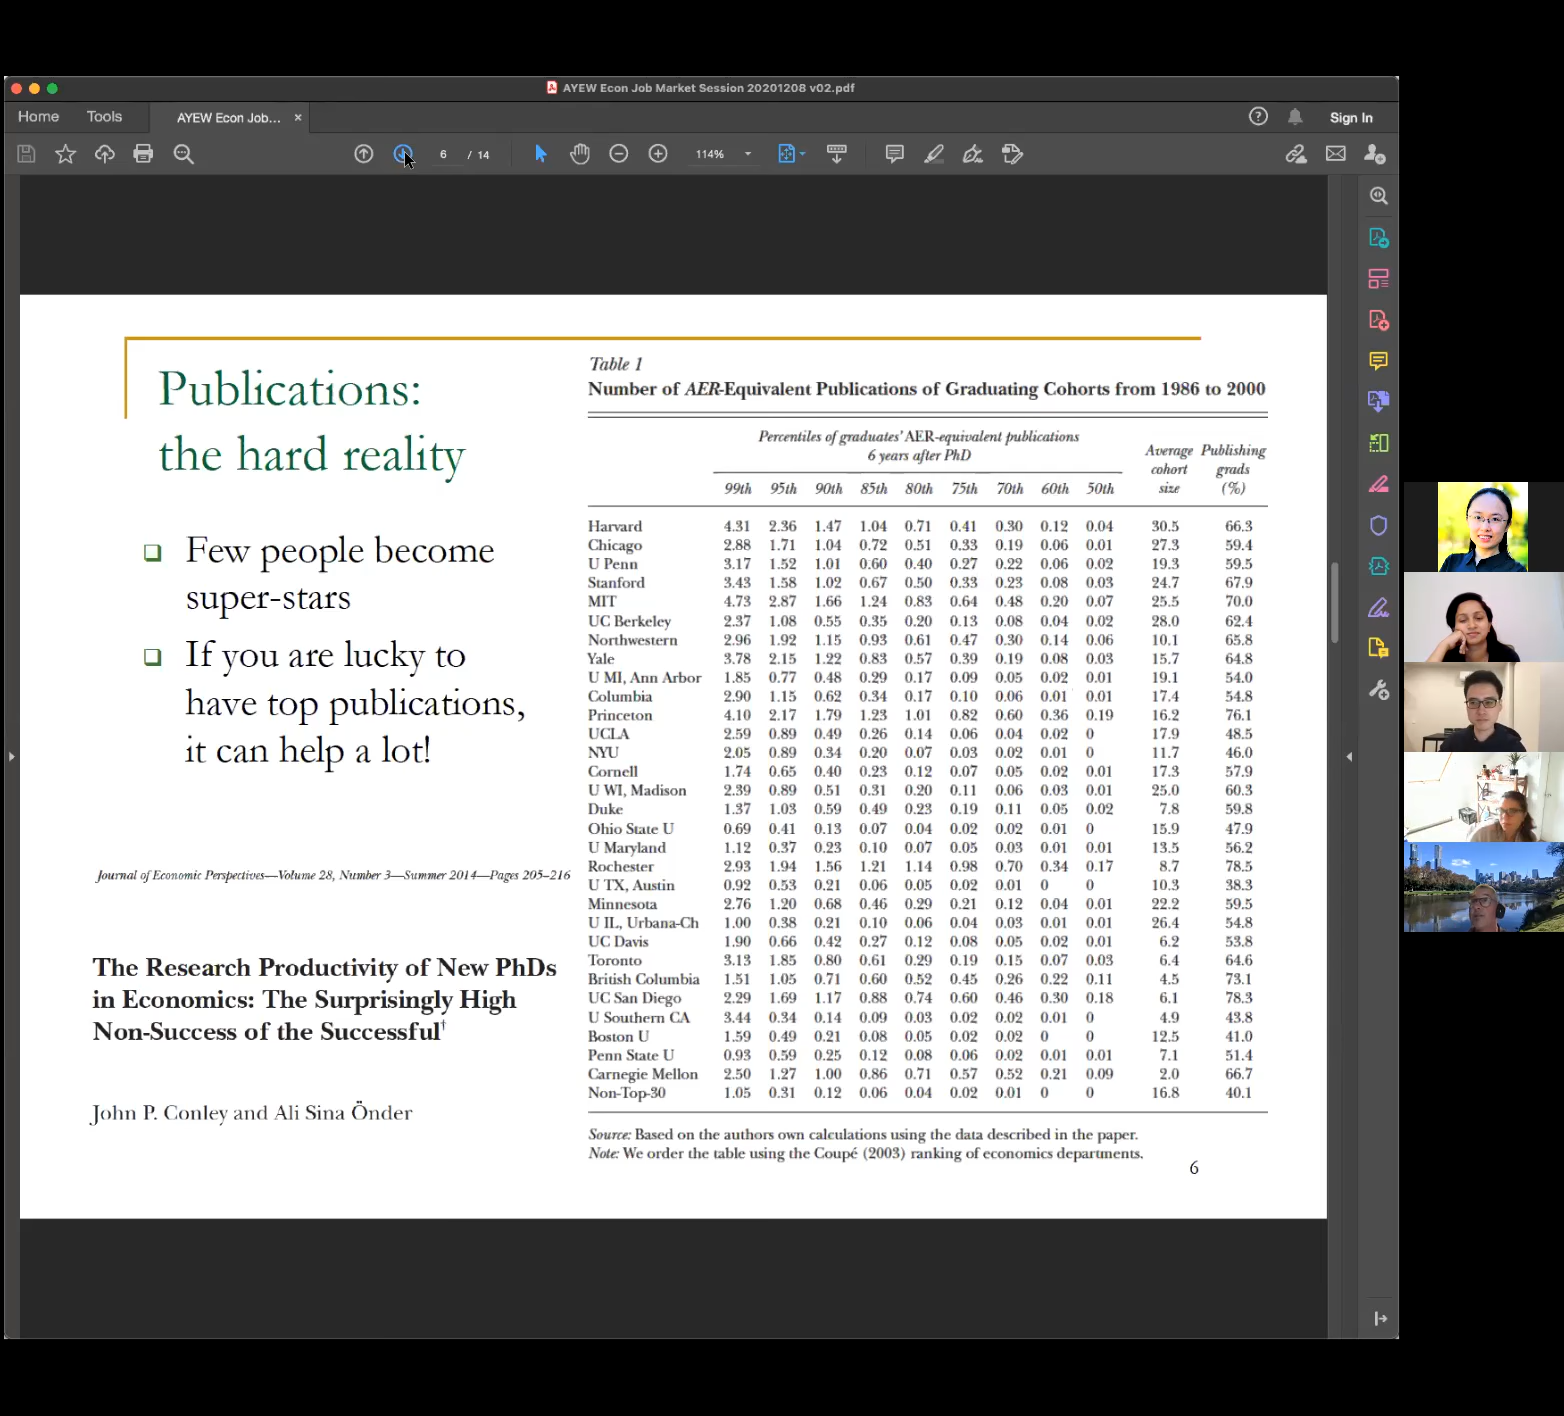 AYEW Econ Job Market Session 20201208 v02.pdf
Home Tools AYEW Econ Job... × Sign In
6 / 14 114%
Publications:
the hard reality
Few people become
super-stars
If you are lucky to
have top publications,
it can help a lot!
Journal of Economic Perspectives—Volume 28, Number 3—Summer 2014—Pages 205–216
The Research Productivity of New PhDs
in Economics: The Surprisingly High
Non-Success of the Successful†
John P. Conley and Ali Sina Önder
Table 1
Number of AER-Equivalent Publications of Graduating Cohorts from 1986 to 2000
Percentiles of graduates' AER-equivalent publications
6 years after PhD
Average cohort size
Publishing grads (%)
99th 95th 90th 85th 80th 75th 70th 60th 50th
Harvard 4.31 2.36 1.47 1.04 0.71 0.41 0.30 0.12 0.04 30.5 66.3
Chicago 2.88 1.71 1.04 0.72 0.51 0.33 0.19 0.06 0.01 27.3 59.4
U Penn 3.17 1.52 1.01 0.60 0.40 0.27 0.22 0.06 0.02 19.3 59.5
Stanford 3.43 1.58 1.02 0.67 0.50 0.33 0.23 0.08 0.03 24.7 67.9
MIT 4.73 2.87 1.66 1.24 0.83 0.64 0.48 0.20 0.07 25.5 70.0
UC Berkeley 2.37 1.08 0.55 0.35 0.20 0.13 0.08 0.04 0.02 28.0 62.4
Northwestern 2.96 1.92 1.15 0.93 0.61 0.47 0.30 0.14 0.06 10.1 65.8
Yale 3.78 2.15 1.22 0.83 0.57 0.39 0.19 0.08 0.03 15.7 64.8
U MI, Ann Arbor 1.85 0.77 0.48 0.29 0.17 0.09 0.05 0.02 0.01 19.1 54.0
Columbia 2.90 1.15 0.62 0.34 0.17 0.10 0.06 0.01 0.01 17.4 54.8
Princeton 4.10 2.17 1.79 1.23 1.01 0.82 0.60 0.36 0.19 16.2 76.1
UCLA 2.59 0.89 0.49 0.26 0.14 0.06 0.04 0.02 0 17.9 48.5
NYU 2.05 0.89 0.34 0.20 0.07 0.03 0.02 0.01 0 11.7 46.0
Cornell 1.74 0.65 0.40 0.23 0.12 0.07 0.05 0.02 0.01 17.3 57.9
U WI, Madison 2.39 0.89 0.51 0.31 0.20 0.11 0.06 0.03 0.01 25.0 60.3
Duke 1.37 1.03 0.59 0.49 0.23 0.19 0.11 0.05 0.02 7.8 59.8
Ohio State U 0.69 0.41 0.13 0.07 0.04 0.02 0.02 0.01 0 15.9 47.9
U Maryland 1.12 0.37 0.23 0.10 0.07 0.05 0.03 0.01 0.01 13.5 56.2
Rochester 2.93 1.94 1.56 1.21 1.14 0.98 0.70 0.34 0.17 8.7 78.5
U TX, Austin 0.92 0.53 0.21 0.06 0.05 0.02 0.01 0 0 10.3 38.3
Minnesota 2.76 1.20 0.68 0.46 0.29 0.21 0.12 0.04 0.01 22.2 59.5
U IL, Urbana-Ch 1.00 0.38 0.21 0.10 0.06 0.04 0.03 0.01 0.01 26.4 54.8
UC Davis 1.90 0.66 0.42 0.27 0.12 0.08 0.05 0.02 0.01 6.2 53.8
Toronto 3.13 1.85 0.80 0.61 0.29 0.19 0.15 0.07 0.03 6.4 64.6
British Columbia 1.51 1.05 0.71 0.60 0.52 0.45 0.26 0.22 0.11 4.5 73.1
UC San Diego 2.29 1.69 1.17 0.88 0.74 0.60 0.46 0.30 0.18 6.1 78.3
U Southern CA 3.44 0.34 0.14 0.09 0.03 0.02 0.02 0.01 0 4.9 43.8
Boston U 1.59 0.49 0.21 0.08 0.05 0.02 0.02 0 0 12.5 41.0
Penn State U 0.93 0.59 0.25 0.12 0.08 0.06 0.02 0.01 0.01 7.1 51.4
Carnegie Mellon 2.50 1.27 1.00 0.86 0.71 0.57 0.52 0.21 0.09 2.0 66.7
Non-Top-30 1.05 0.31 0.12 0.06 0.04 0.02 0.01 0 0 16.8 40.1
Source: Based on the authors own calculations using the data described in the paper.
Note: We order the table using the Coupé (2003) ranking of economics departments.
6